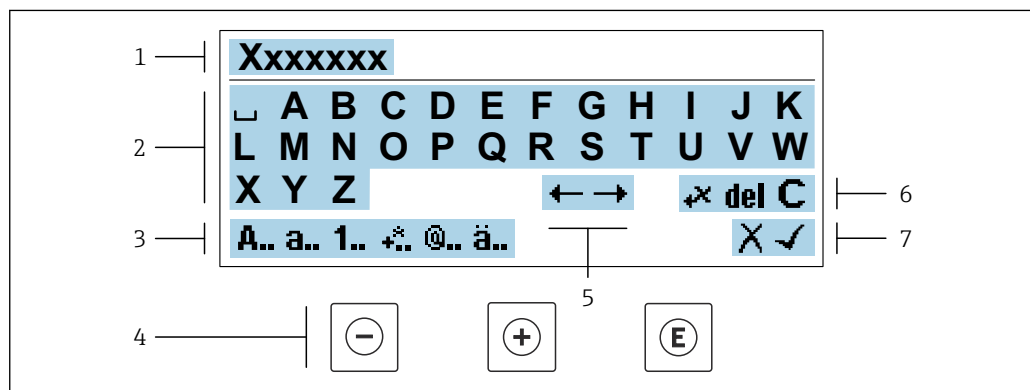 1 Xxxxxxx
2 ␣ A B C D E F G H I J K
L M N O P Q R S T U V W
X Y Z ← → +x del C 6
3 A.. a.. 1.. +*.. @.. ä.. X ✓ 7
5
4 − + E